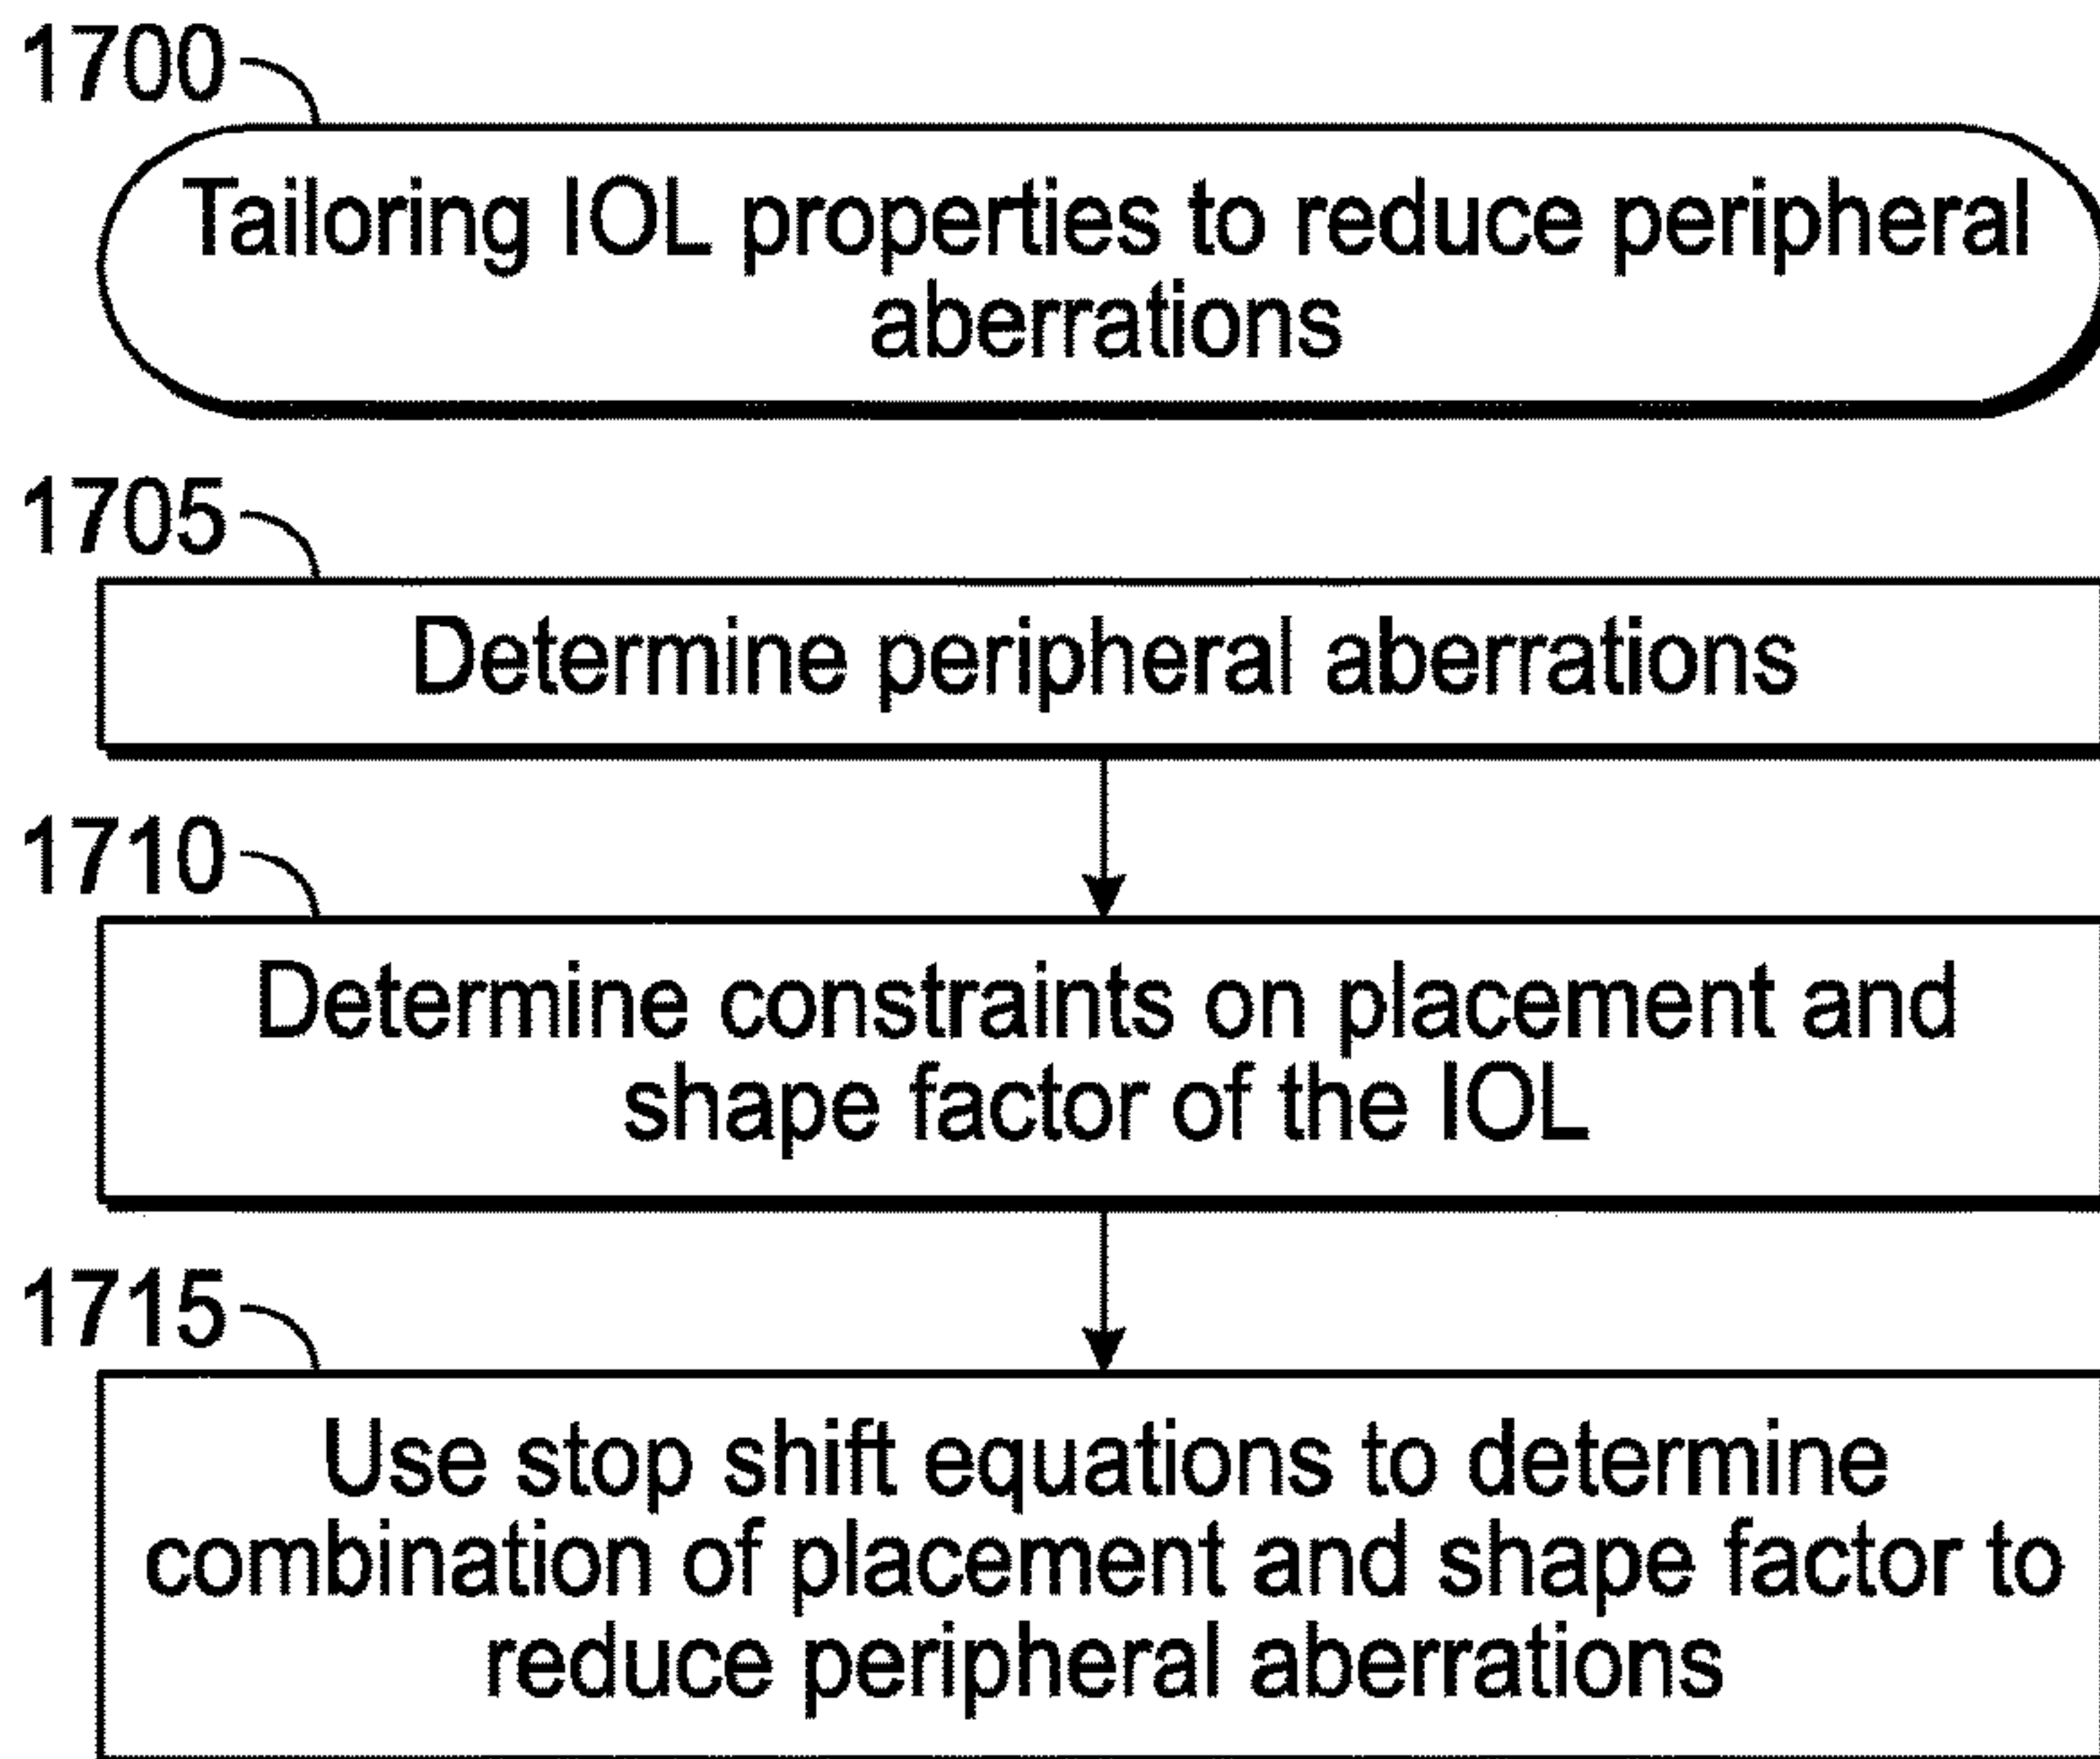 1700
Tailoring IOL properties to reduce peripheral
aberrations
1705
Determine peripheral aberrations
1710
Determine constraints on placement and
shape factor of the IOL
1715
Use stop shift equations to determine
combination of placement and shape factor to
reduce peripheral aberrations